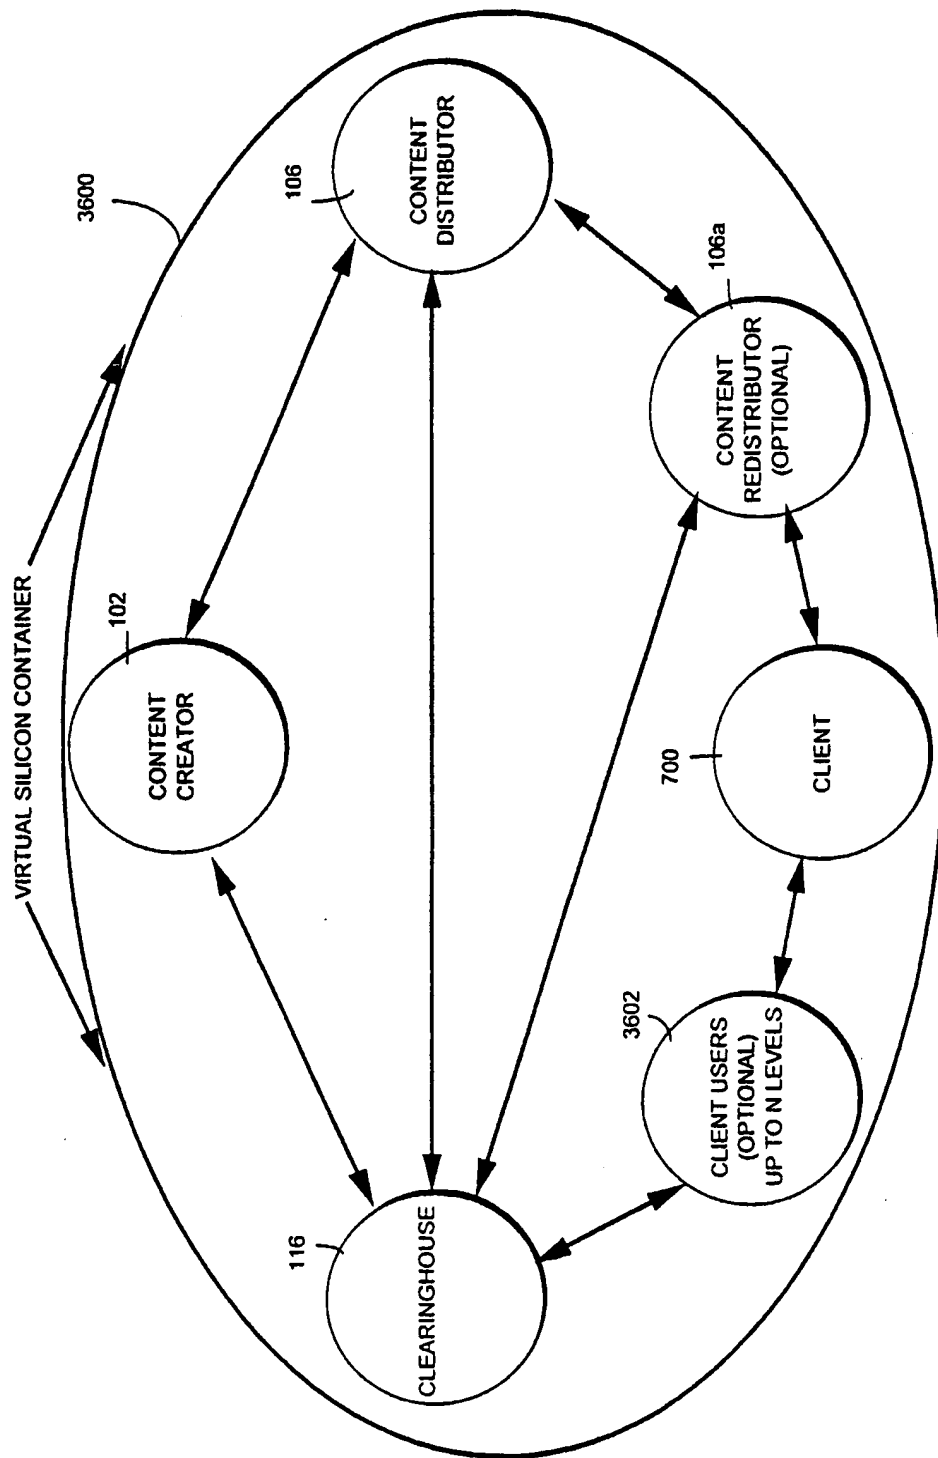 VIRTUAL SILICON CONTAINER
3600
102
CONTENT
CREATOR
106
CONTENT
DISTRIBUTOR
116
CLEARINGHOUSE
106a
CONTENT
REDISTRIBUTOR
(OPTIONAL)
3602
CLIENT USERS
(OPTIONAL)
UP TO N LEVELS
700
CLIENT